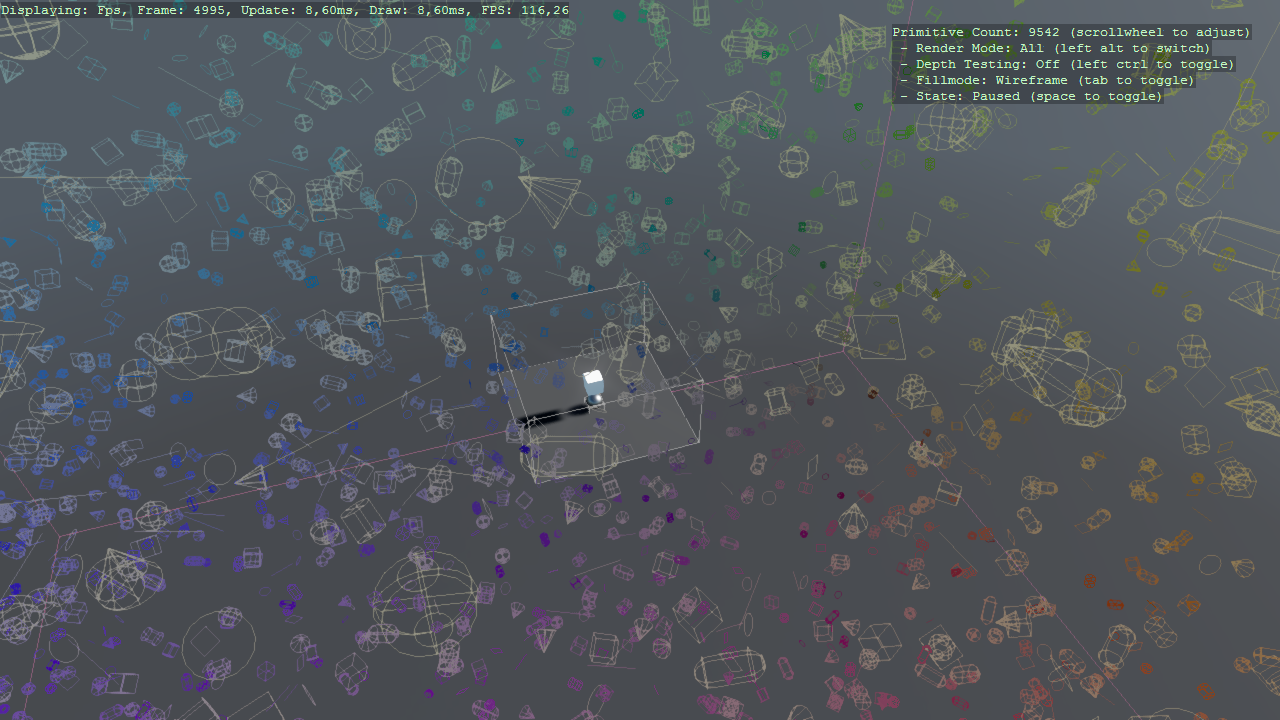 Displaying: Fps, Frame: 4995, Update: 8,60ms, Draw: 8,60ms, FPS: 116,26
Primitive Count: 9542 (scrollwheel to adjust)
- Render Mode: All (left alt to switch)
- Depth Testing: Off (left ctrl to toggle)
- Fillmode: Wireframe (tab to toggle)
- State: Paused (space to toggle)